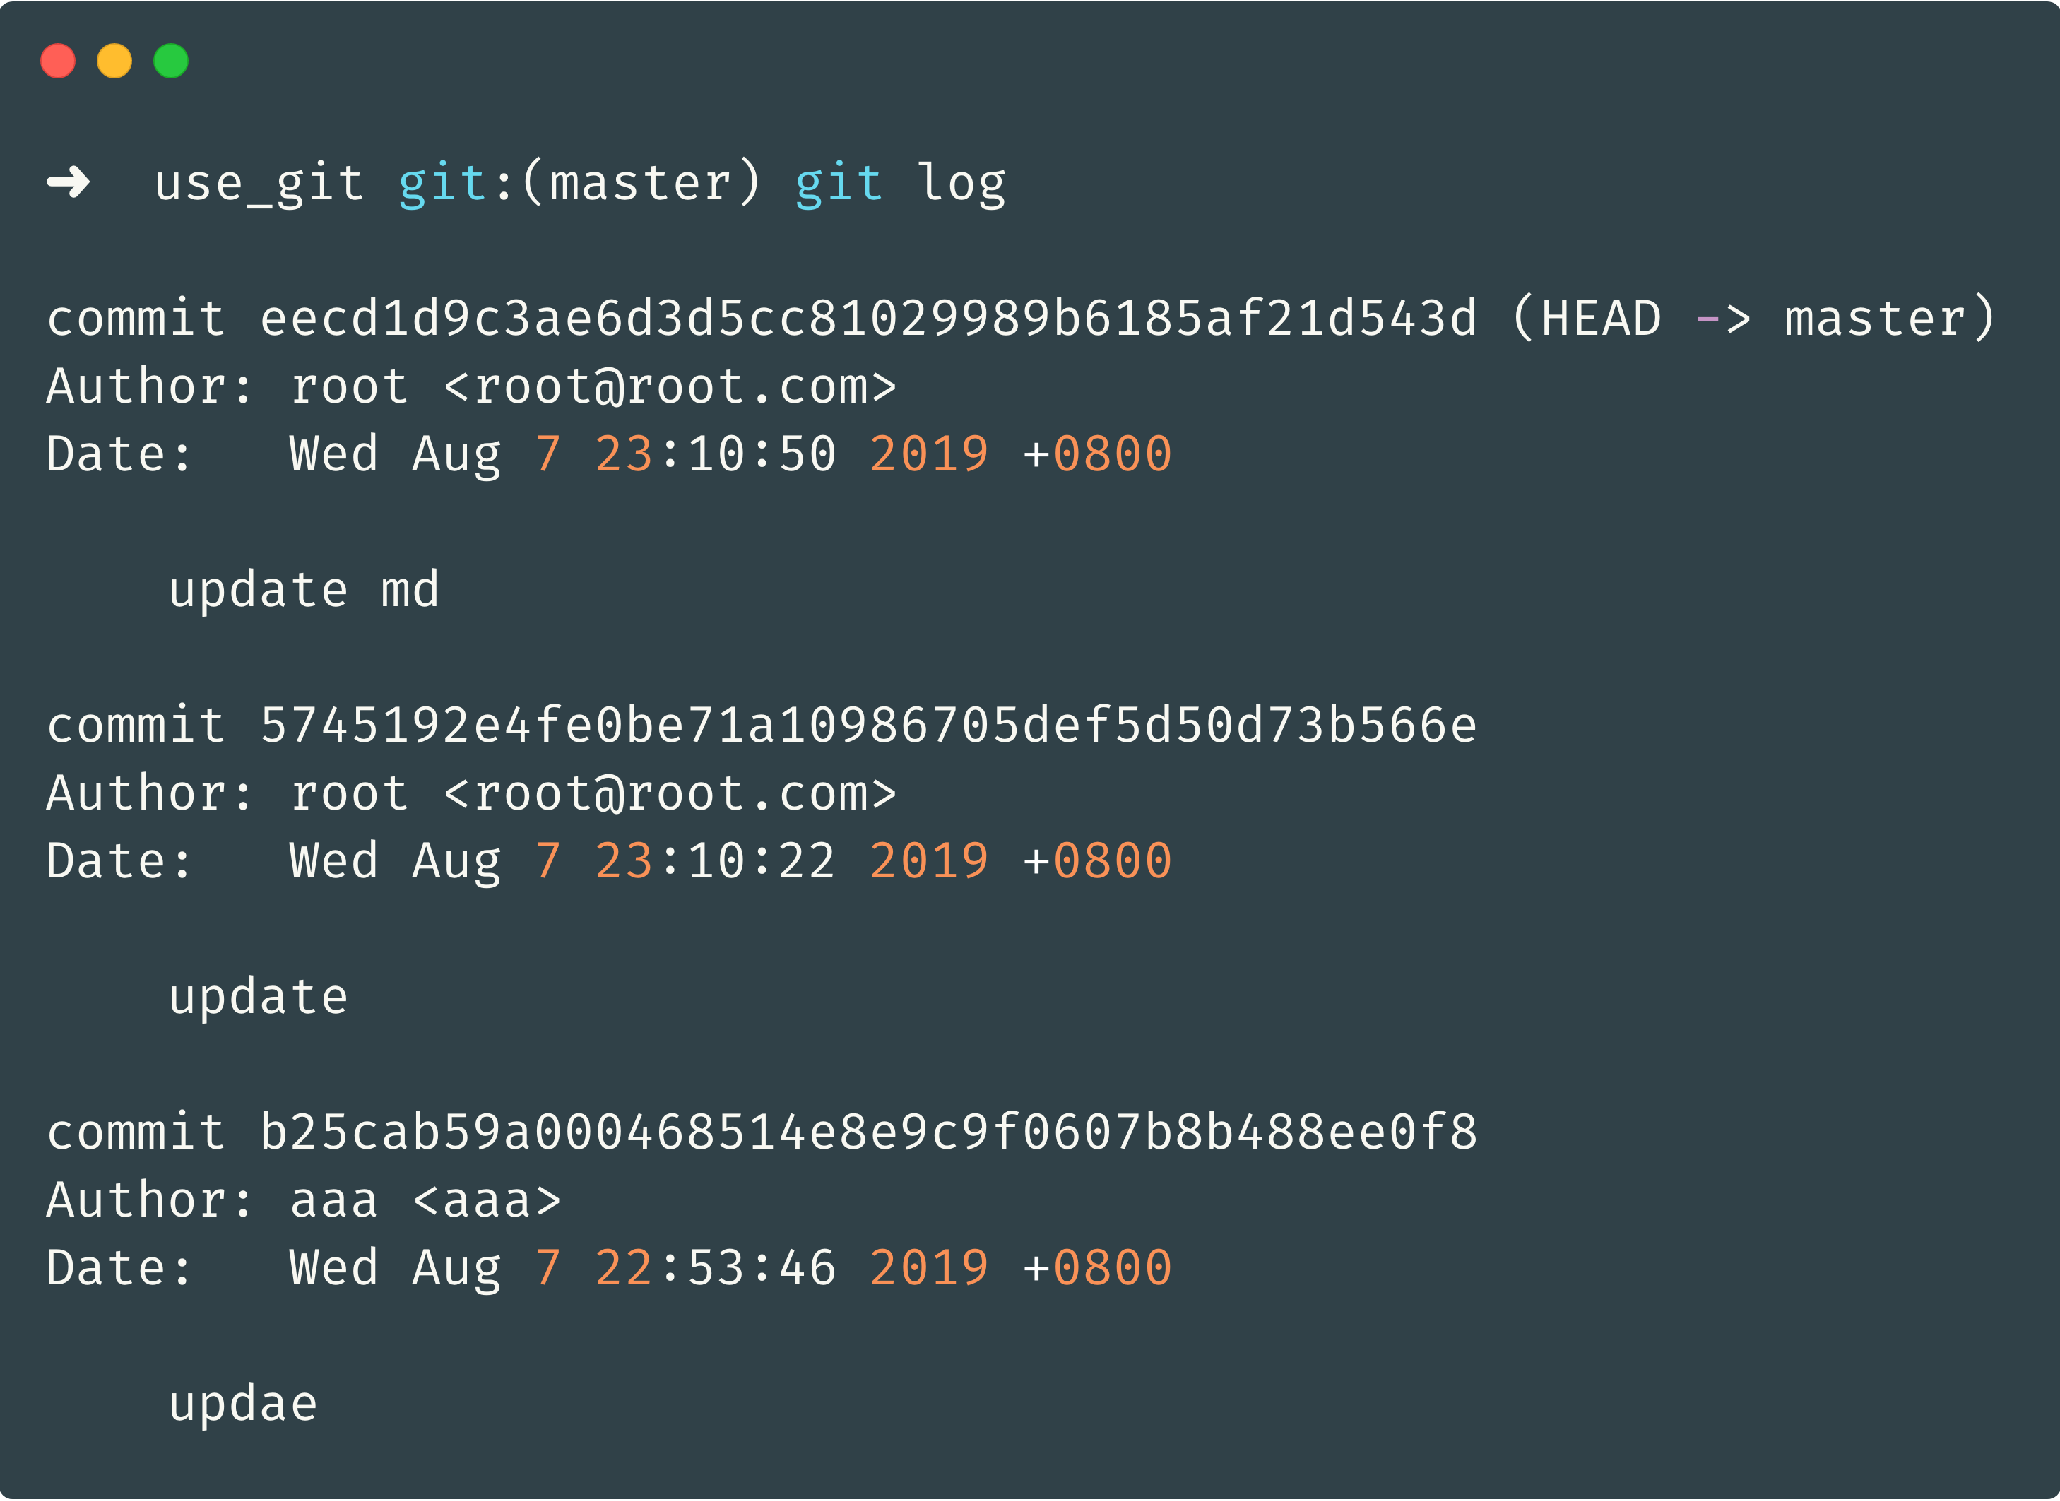 ➜  use_git git:(master) git log
commit eecd1d9c3ae6d3d5cc81029989b6185af21d543d (HEAD -> master)
Author: root <root@root.com>
Date:   Wed Aug 7 23:10:50 2019 +0800
    update md
commit 5745192e4fe0be71a10986705def5d50d73b566e
Author: root <root@root.com>
Date:   Wed Aug 7 23:10:22 2019 +0800
    update
commit b25cab59a000468514e8e9c9f0607b8b488ee0f8
Author: aaa <aaa>
Date:   Wed Aug 7 22:53:46 2019 +0800
    updae